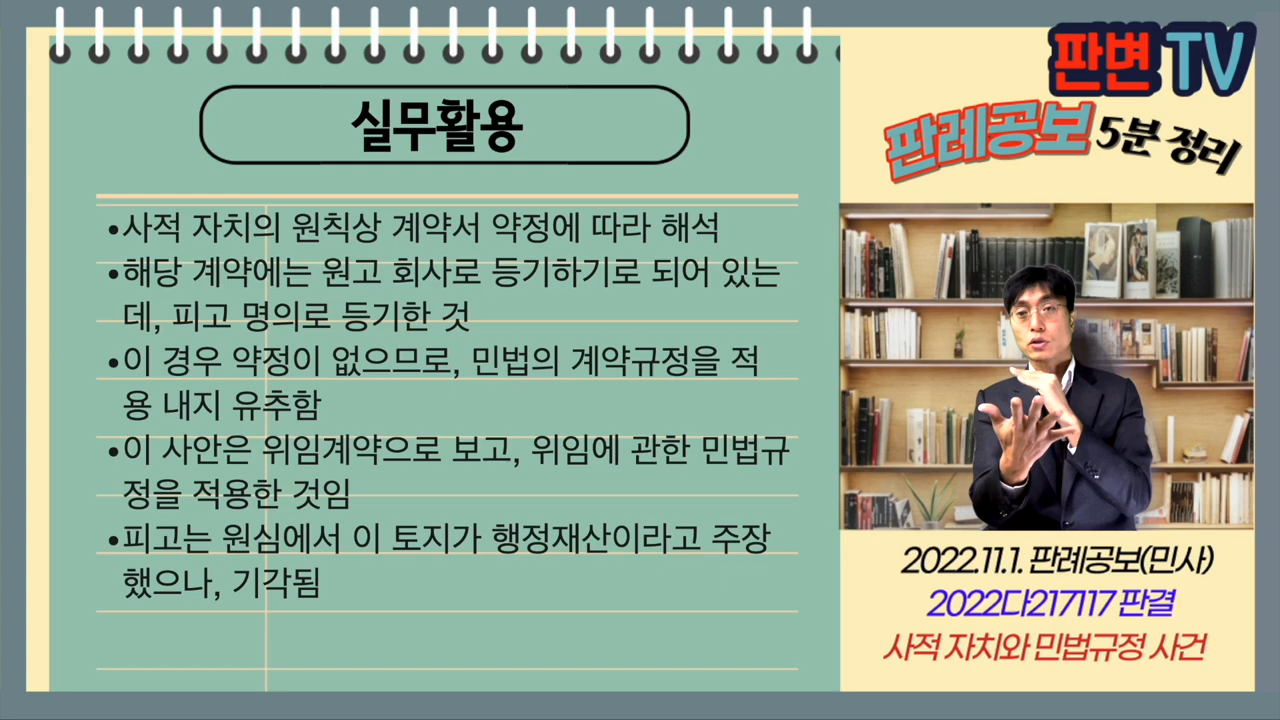 실무활용
•사적 자치의 원칙상 계약서 약정에 따라 해석
•해당 계약에는 원고 회사로 등기하기로 되어 있는
데, 피고 명의로 등기한 것
•이 경우 약정이 없으므로, 민법의 계약규정을 적
용 내지 유추함
•이 사안은 위임계약으로 보고, 위임에 관한 민법규
정을 적용한 것임
•피고는 원심에서 이 토지가 행정재산이라고 주장
했으나, 기각됨
판변 TV
판례공보 5분 정리
2022.11.1. 판례공보(민사)
2022다217117 판결
사적 자치와 민법규정 사건